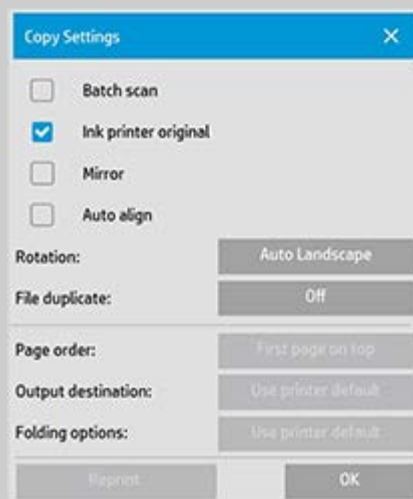 Copy Settings
Batch scan
Ink printer original
Mirror
Auto align
Rotation: Auto Landscape
File duplicate: Off
Page order: First page on top
Output destination: Use printer default
Folding options: Use printer default
Reprint OK